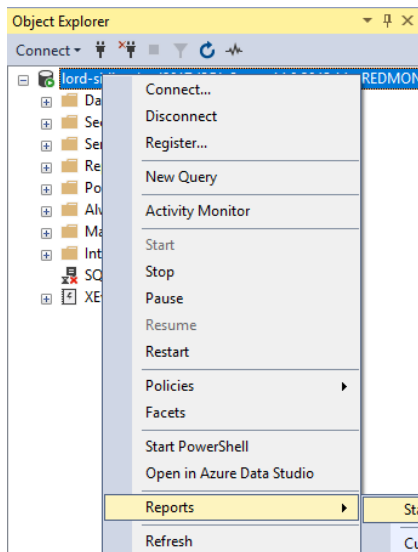 Object Explorer
Connect
REDMON
Connect...
Disconnect
Register...
New Query
Activity Monitor
Start
Stop
Pause
Resume
Restart
Policies
Facets
Start PowerShell
Open in Azure Data Studio
Reports
Refresh